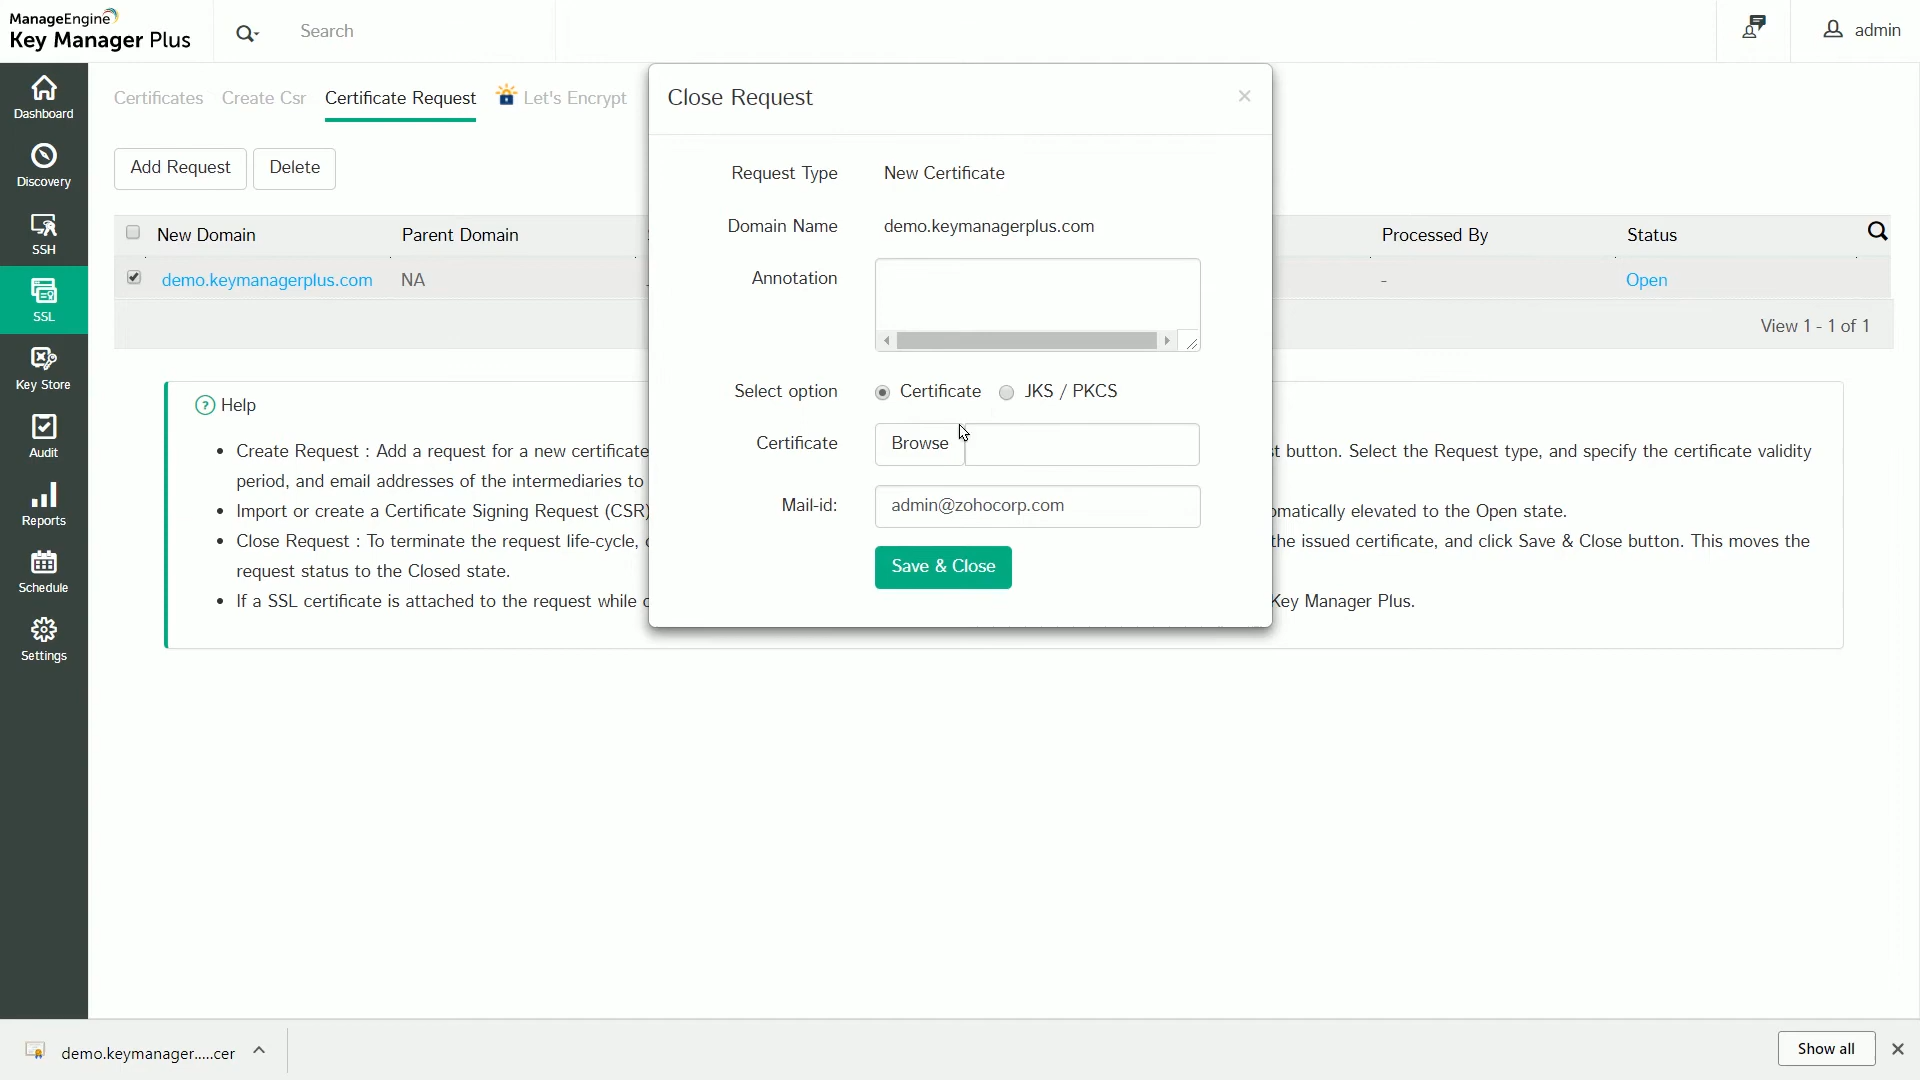 ManageEngine
Key Manager Plus
Search
admin
Dashboard
Discovery
SSH
SSL
Key Store
Audit
Reports
Schedule
Settings
Certificates Create Csr Certificate Request Let's Encrypt
Add Request Delete
New Domain Parent Domain Processed By Status
demo.keymanagerplus.com NA - Open
View 1 - 1 of 1
? Help
• Create Request : Add a request for a new certificate
t button. Select the Request type, and specify the certificate validity
period, and email addresses of the intermediaries to
• Import or create a Certificate Signing Request (CSR)
omatically elevated to the Open state.
• Close Request : To terminate the request life-cycle,
the issued certificate, and click Save & Close button. This moves the
request status to the Closed state.
• If a SSL certificate is attached to the request while
Key Manager Plus.
Close Request ×
Request Type New Certificate
Domain Name demo.keymanagerplus.com
Annotation
Select option Certificate JKS / PKCS
Certificate Browse
Mail-id: admin@zohocorp.com
Save & Close
demo.keymanager.....cer
Show all